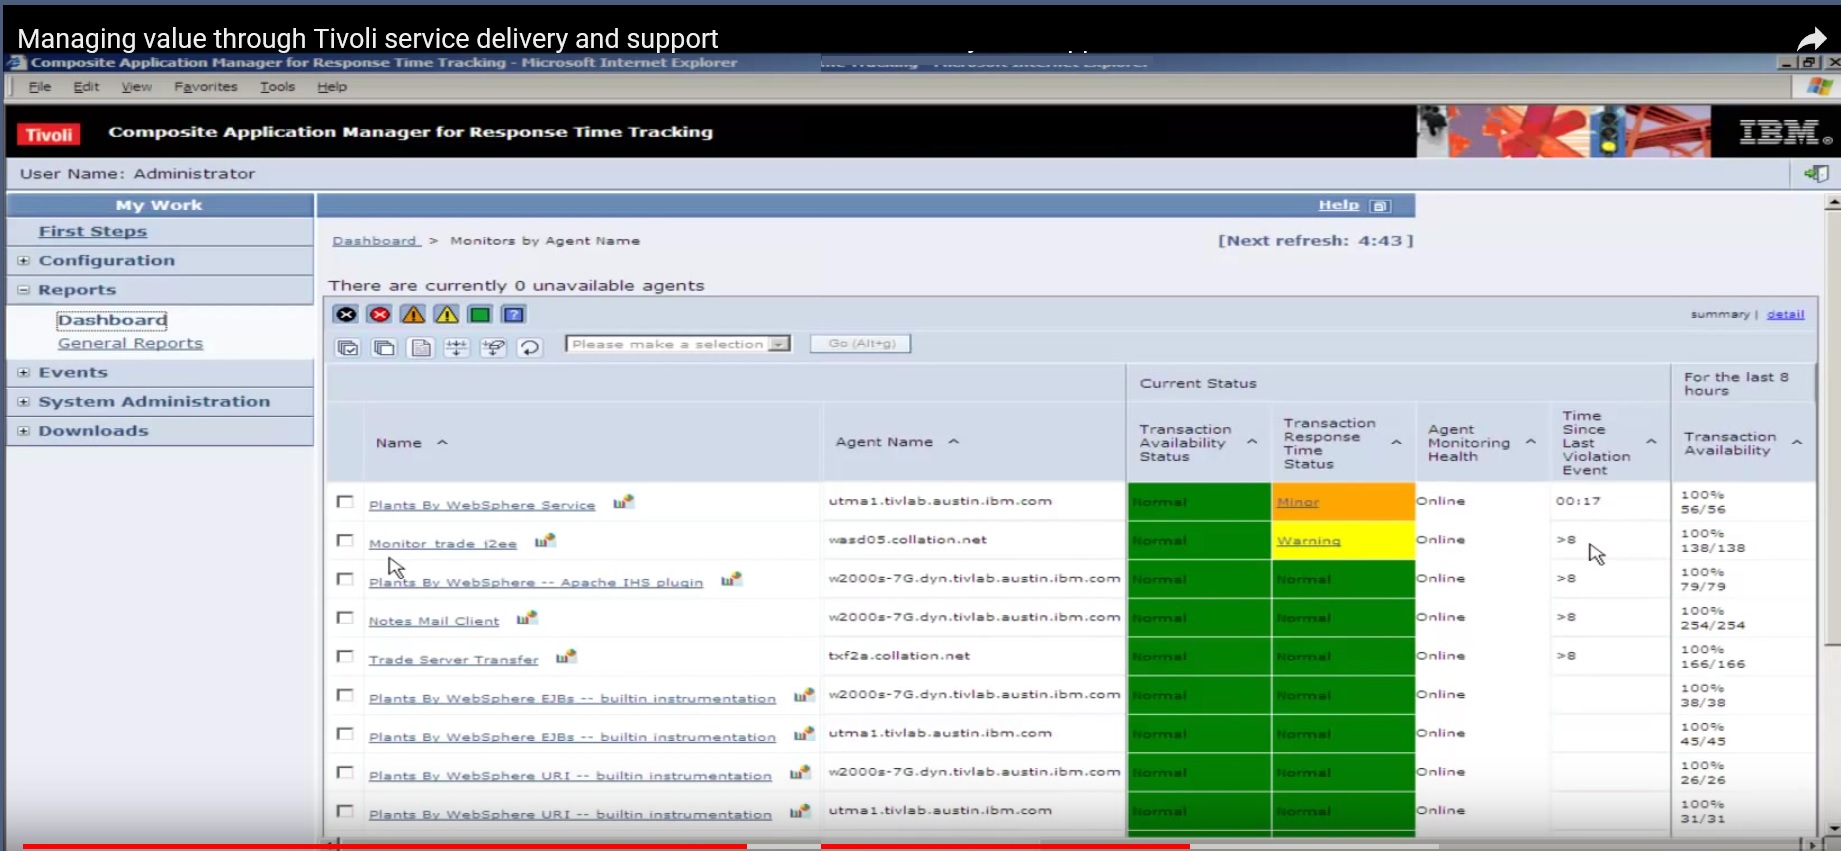 Managing value through Tivoli service delivery and support
Composite Application Manager for Response Time Tracking - Microsoft Internet Explorer
File Edit View Favorites Tools Help
Tivoli Composite Application Manager for Response Time Tracking IBM®
User Name: Administrator
My Work
First Steps
Configuration
Reports
Dashboard
General Reports
Events
System Administration
Downloads
Help
Dashboard > Monitors by Agent Name [Next refresh: 4:43 ]
There are currently 0 unavailable agents
summary | detail
Please make a selection Go (Alt+g)
Current Status For the last 8 hours
Name Agent Name Transaction Availability Status Transaction Response Time Status Agent Monitoring Health Time Since Last Violation Event Transaction Availability
Plants By WebSphere Service utma1.tivlab.austin.ibm.com Normal Minor Online 00:17 100% 56/56
Monitor trade j2ee wasd05.collation.net Normal Warning Online >8 100% 138/138
Plants By WebSphere -- Apache IHS plugin w2000s-7G.dyn.tivlab.austin.ibm.com Normal Normal Online >8 100% 79/79
Notes Mail Client w2000s-7G.dyn.tivlab.austin.ibm.com Normal Normal Online >8 100% 254/254
Trade Server Transfer txf2a.collation.net Normal Normal Online >8 100% 166/166
Plants By WebSphere EJBs -- builtin instrumentation w2000s-7G.dyn.tivlab.austin.ibm.com Normal Normal Online 100% 38/38
Plants By WebSphere EJBs -- builtin instrumentation utma1.tivlab.austin.ibm.com Normal Normal Online 100% 45/45
Plants By WebSphere URI -- builtin instrumentation w2000s-7G.dyn.tivlab.austin.ibm.com Normal Normal Online 100% 26/26
Plants By WebSphere URI -- builtin instrumentation utma1.tivlab.austin.ibm.com Normal Normal Online 100% 31/31